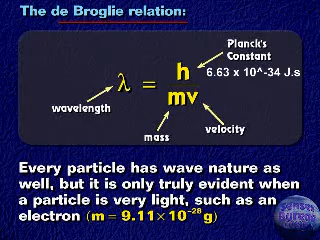 The de Broglie relation:
Planck's
Constant
6.63 x 10^-34 J.s
λ = h
mv
wavelength
mass
velocity
Every particle has wave nature as
well, but it is only truly evident when
a particle is very light, such as an
electron (m = 9.11×10⁻²⁸g)